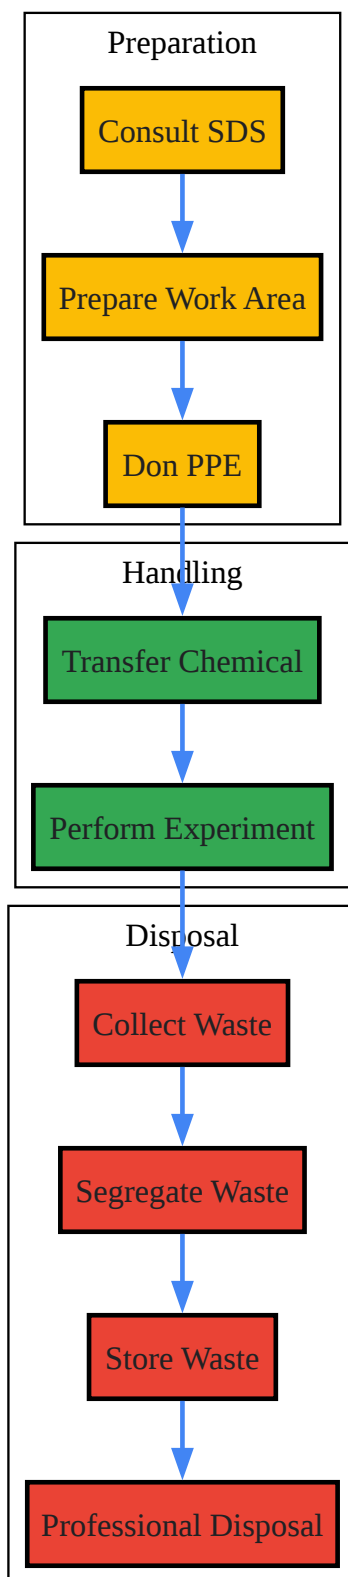 Preparation
Consult SDS
Prepare Work Area
Don PPE
Handling
Transfer Chemical
Perform Experiment
Disposal
Collect Waste
Segregate Waste
Store Waste
Professional Disposal